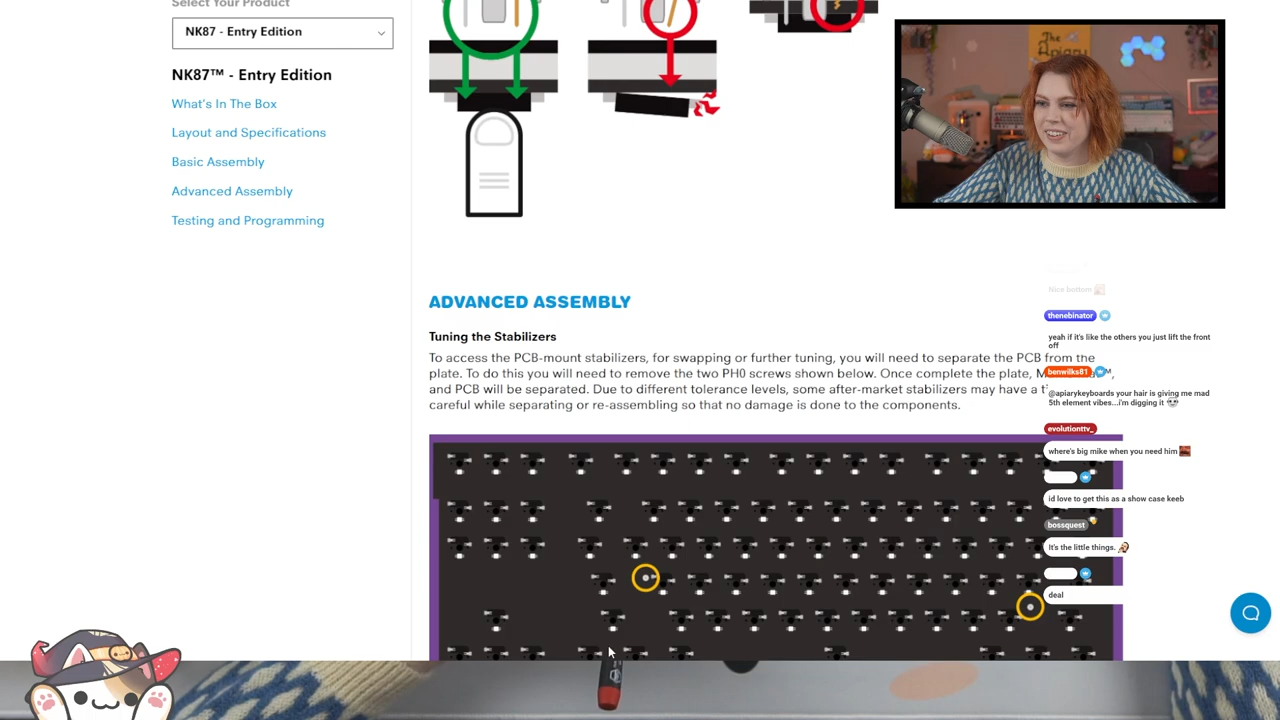 Select Your Product
NK87 - Entry Edition
NK87™ - Entry Edition
What's In The Box
Layout and Specifications
Basic Assembly
Advanced Assembly
Testing and Programming
ADVANCED ASSEMBLY
Tuning the Stabilizers
To access the PCB-mount stabilizers, for swapping or further tuning, you will need to separate the PCB from the
plate. To do this you will need to remove the two PH0 screws shown below. Once complete the plate,
and PCB will be separated. Due to different tolerance levels, some after-market stabilizers may have a
careful while separating or re-assembling so that no damage is done to the components.
The
Apiary
Nice bottom
thenebinator
yeah if it's like the others you just lift the front
off
benwilks81
@apiarykeyboards your hair is giving me mad
5th element vibes...i'm digging it
evolutionttv_
where's big mike when you need him
id love to get this as a show case keeb
bossquest
It's the little things.
deal